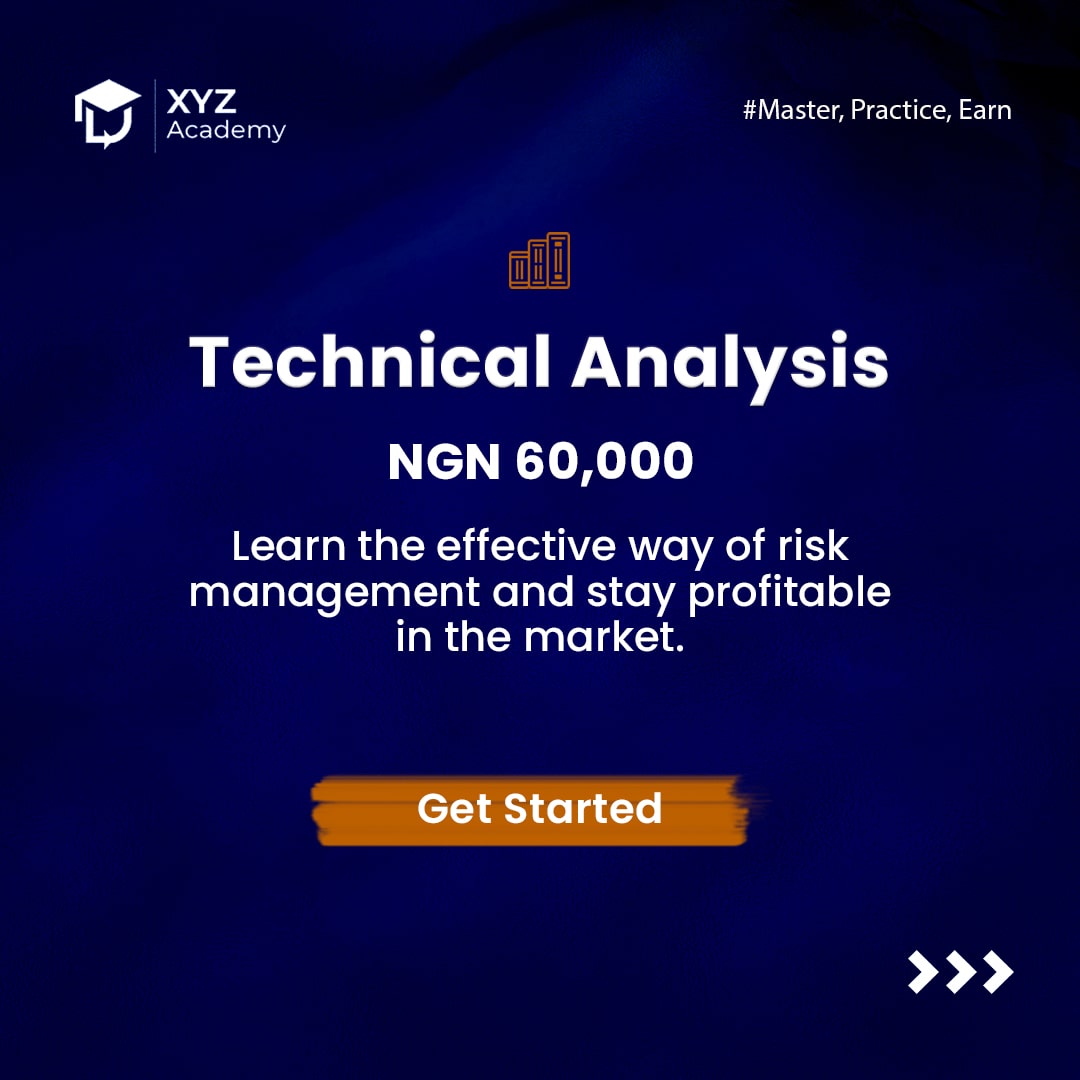 XYZ
Academy
#Master, Practice, Earn
Technical Analysis
NGN 60,000
Learn the effective way of risk
management and stay profitable
in the market.
Get Started